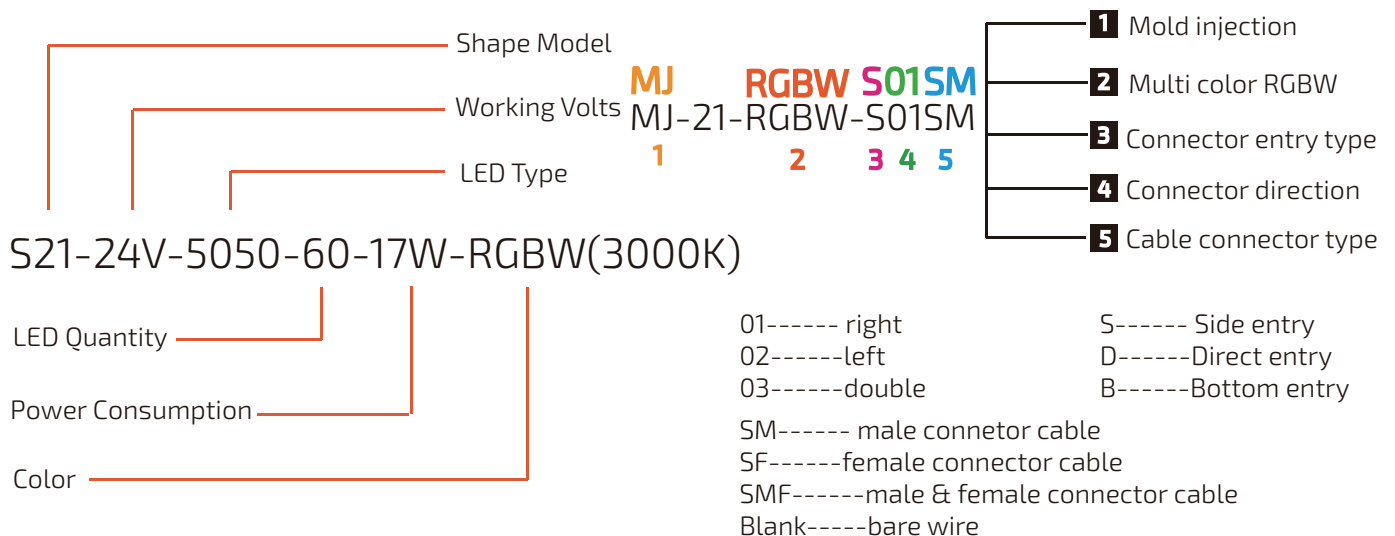 Shape Model
Working Volts
LED Type
S21-24V-5050-60-17W-RGBW(3000K)
LED Quantity
Power Consumption
Color
MJ RGBW S01SM
MJ-21-RGBW-S01SM
1 2 3 4 5
1 Mold injection
2 Multi color RGBW
3 Connector entry type
4 Connector direction
5 Cable connector type
01------ right
02------left
03------double
S------ Side entry
D------Direct entry
B------Bottom entry
SM------ male connetor cable
SF------female connector cable
SMF------male & female connector cable
Blank-----bare wire